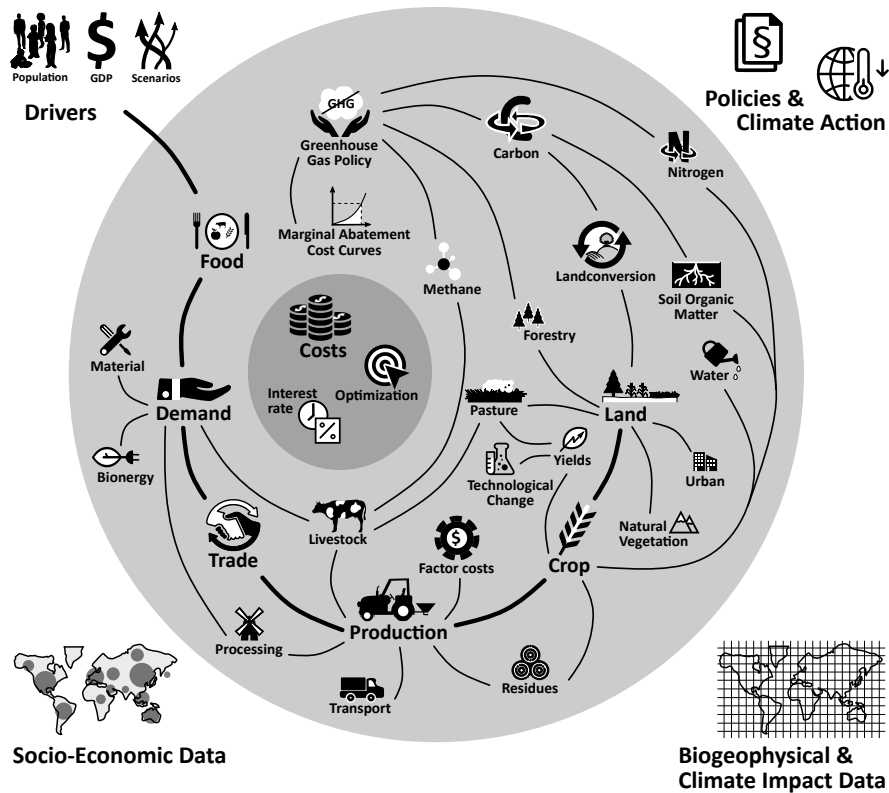 Population
GDP
Scenarios
Drivers
§
Policies &
Climate Action
GHG
Greenhouse
Gas Policy
Carbon
N
Nitrogen
Marginal Abatement
Cost Curves
Food
Methane
Landconversion
Soil Organic
Matter
$
Costs
Forestry
Water
Material
Interest
rate
%
Optimization
Demand
Pasture
Land
Bionergy
Technological
Change
Yields
Urban
Trade
Livestock
$
Factor costs
Natural
Vegetation
Crop
Processing
Production
Transport
Residues
Socio-Economic Data
Biogeophysical &
Climate Impact Data